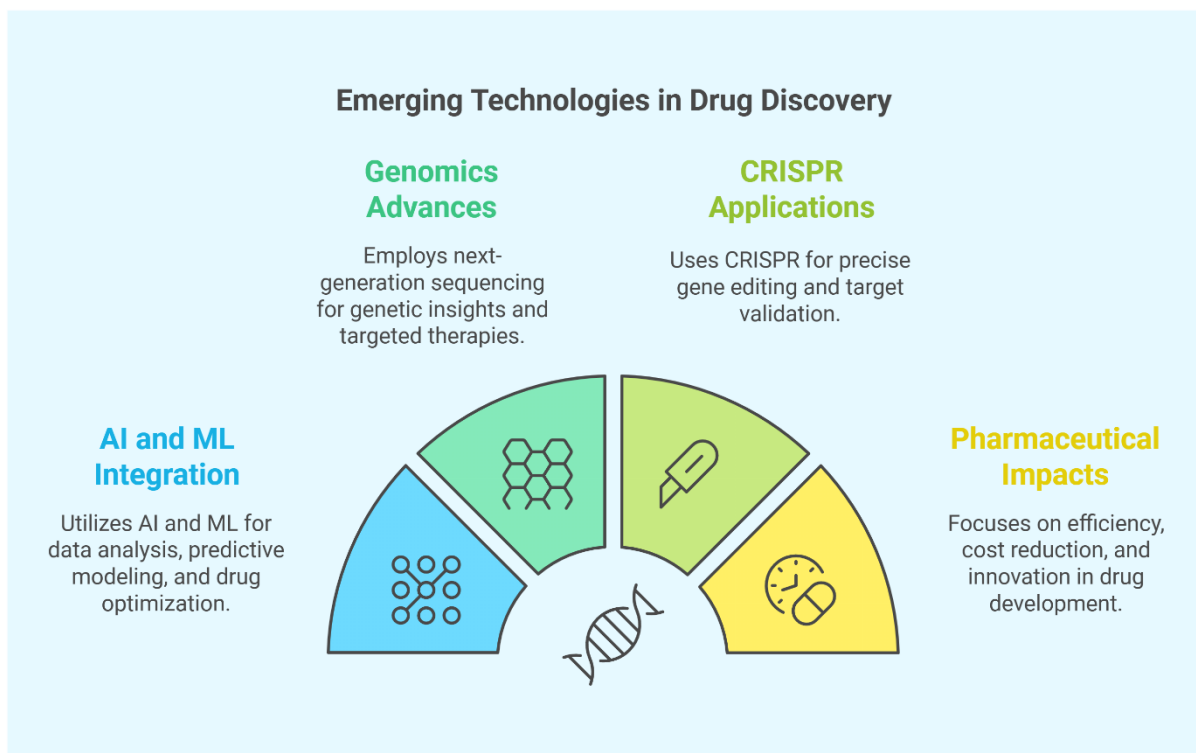 Emerging Technologies in Drug Discovery
Genomics
Advances
Employs next-
generation sequencing
for genetic insights and
targeted therapies.
CRISPR
Applications
Uses CRISPR for precise
gene editing and target
validation.
AI and ML
Integration
Utilizes AI and ML for
data analysis, predictive
modeling, and drug
optimization.
Pharmaceutical
Impacts
Focuses on efficiency,
cost reduction, and
innovation in drug
development.